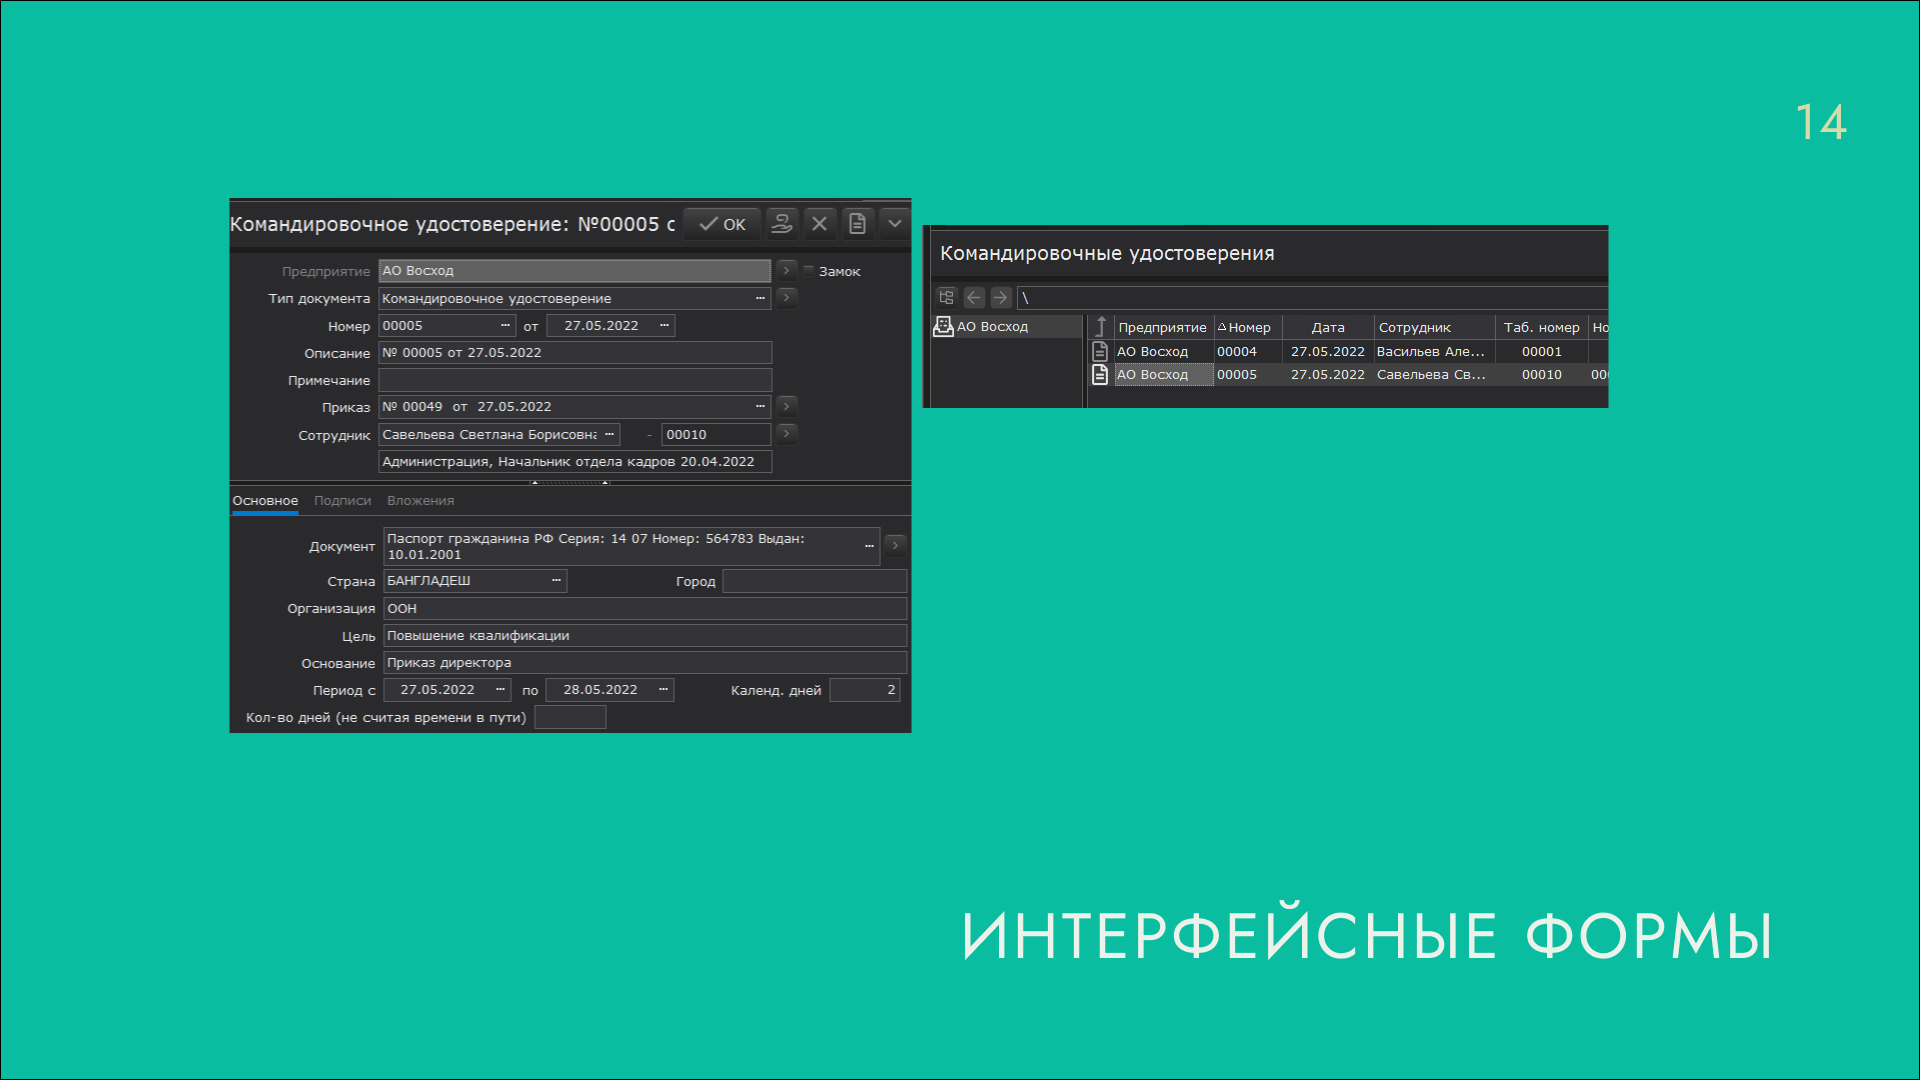 14
Командировочное удостоверение: №00005 с
OK
Предприятие АО Восход Замок
Тип документа Командировочное удостоверение ...
Номер 00005 ... от 27.05.2022 ...
Описание № 00005 от 27.05.2022
Примечание
Приказ № 00049 от 27.05.2022 ...
Сотрудник Савельева Светлана Борисовна ... - 00010
Администрация, Начальник отдела кадров 20.04.2022
Основное Подписи Вложения
Документ Паспорт гражданина РФ Серия: 14 07 Номер: 564783 Выдан:
10.01.2001 ...
Страна БАНГЛАДЕШ ... Город
Организация ООН
Цель Повышение квалификации
Основание Приказ директора
Период с 27.05.2022 ... по 28.05.2022 ... Календ. дней 2
Кол-во дней (не считая времени в пути)
Командировочные удостоверения
\
АО Восход
Предприятие Номер Дата Сотрудник Таб. номер Но
АО Восход 00004 27.05.2022 Васильев Але... 00001
АО Восход 00005 27.05.2022 Савельева Св... 00010 00
ИНТЕРФЕЙСНЫЕ ФОРМЫ